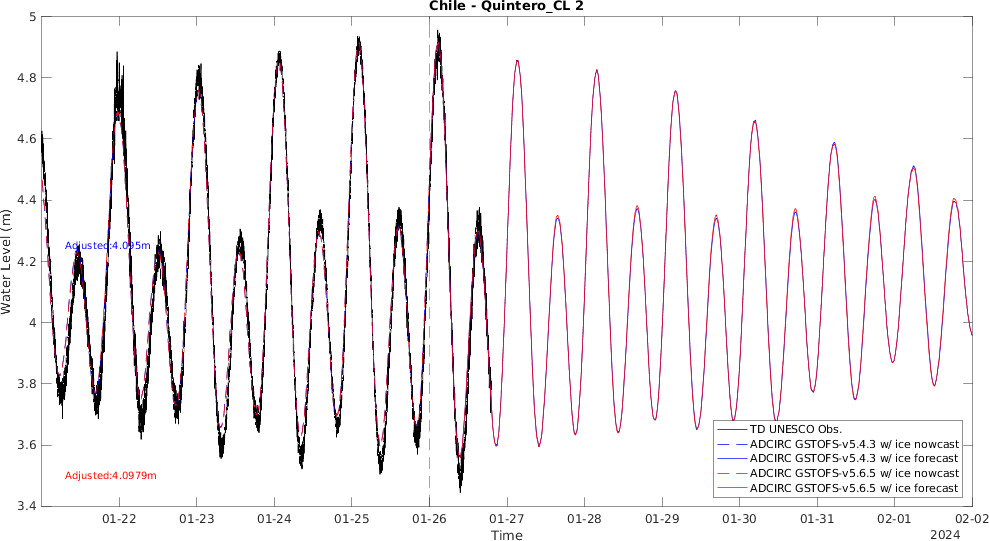 Chile - Quintero_CL 2
Water Level (m)
5
4.8
4.6
4.4
4.2
4
3.8
3.6
3.4
Adjusted:4.095m
Adjusted:4.0979m
TD UNESCO Obs.
ADCIRC GSTOFS-v5.4.3 w/ ice nowcast
ADCIRC GSTOFS-v5.4.3 w/ ice forecast
ADCIRC GSTOFS-v5.6.5 w/ ice nowcast
ADCIRC GSTOFS-v5.6.5 w/ ice forecast
01-22 01-23 01-24 01-25 01-26 01-27 01-28 01-29 01-30 01-31 02-01 02-02
Time
2024